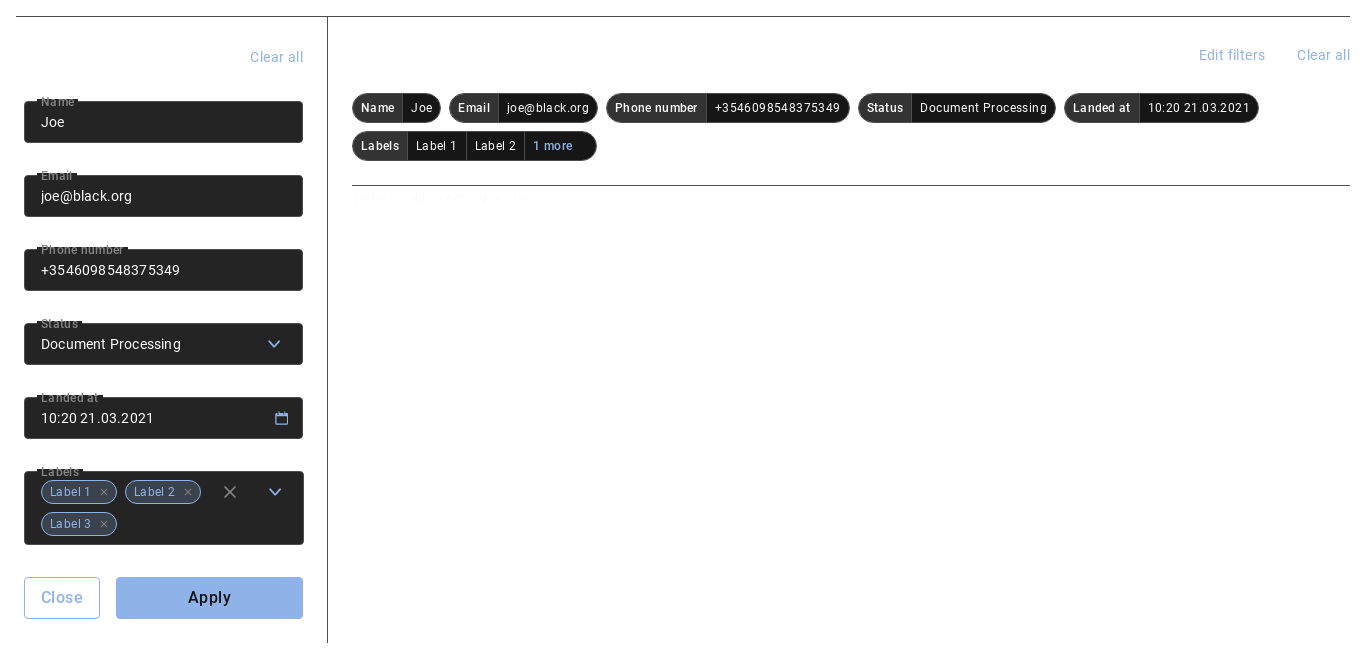 Clear all
Name
Joe
Email
joe@black.org
Phone number
+3546098548375349
Status
Document Processing
Landed at
10:20 21.03.2021
Labels
Label 1 Label 2
Label 3
Close Apply
Edit filters Clear all
Name Joe Email joe@black.org Phone number +3546098548375349 Status Document Processing Landed at 10:20 21.03.2021
Labels Label 1 Label 2 1 more